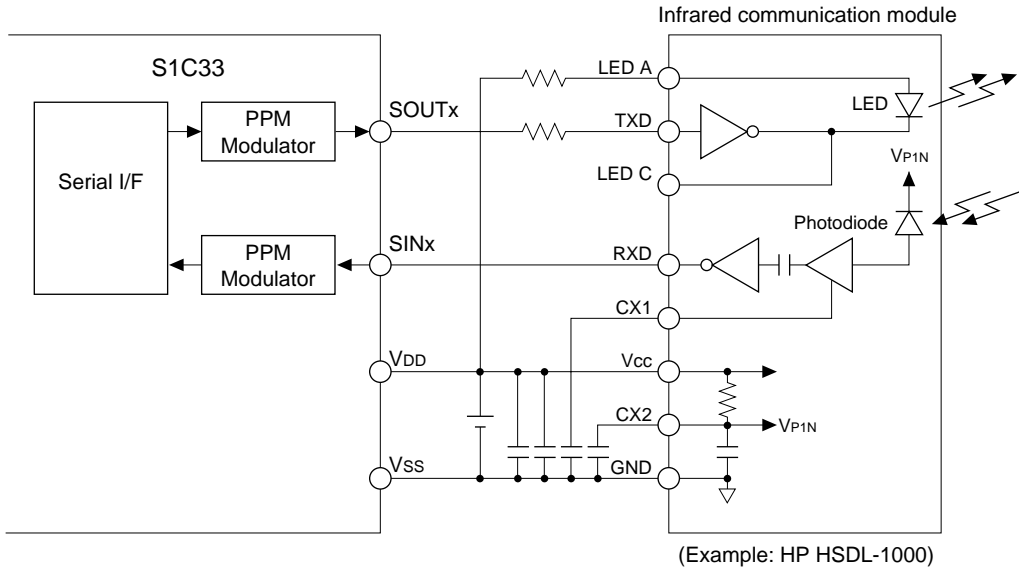 Infrared communication module
S1C33
Serial I/F
PPM
Modulator
PPM
Modulator
SOUTx
SINx
VDD
VSS
LED A
TXD
LED C
RXD
CX1
Vcc
CX2
GND
LED
VP1N
Photodiode
VP1N
(Example: HP HSDL-1000)